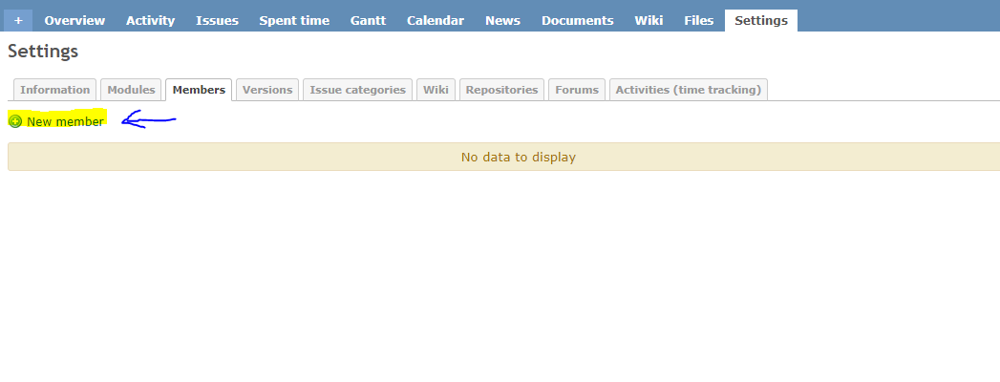 + Overview Activity Issues Spent time Gantt Calendar News Documents Wiki Files Settings
Settings
Information Modules Members Versions Issue categories Wiki Repositories Forums Activities (time tracking)
New member
No data to display